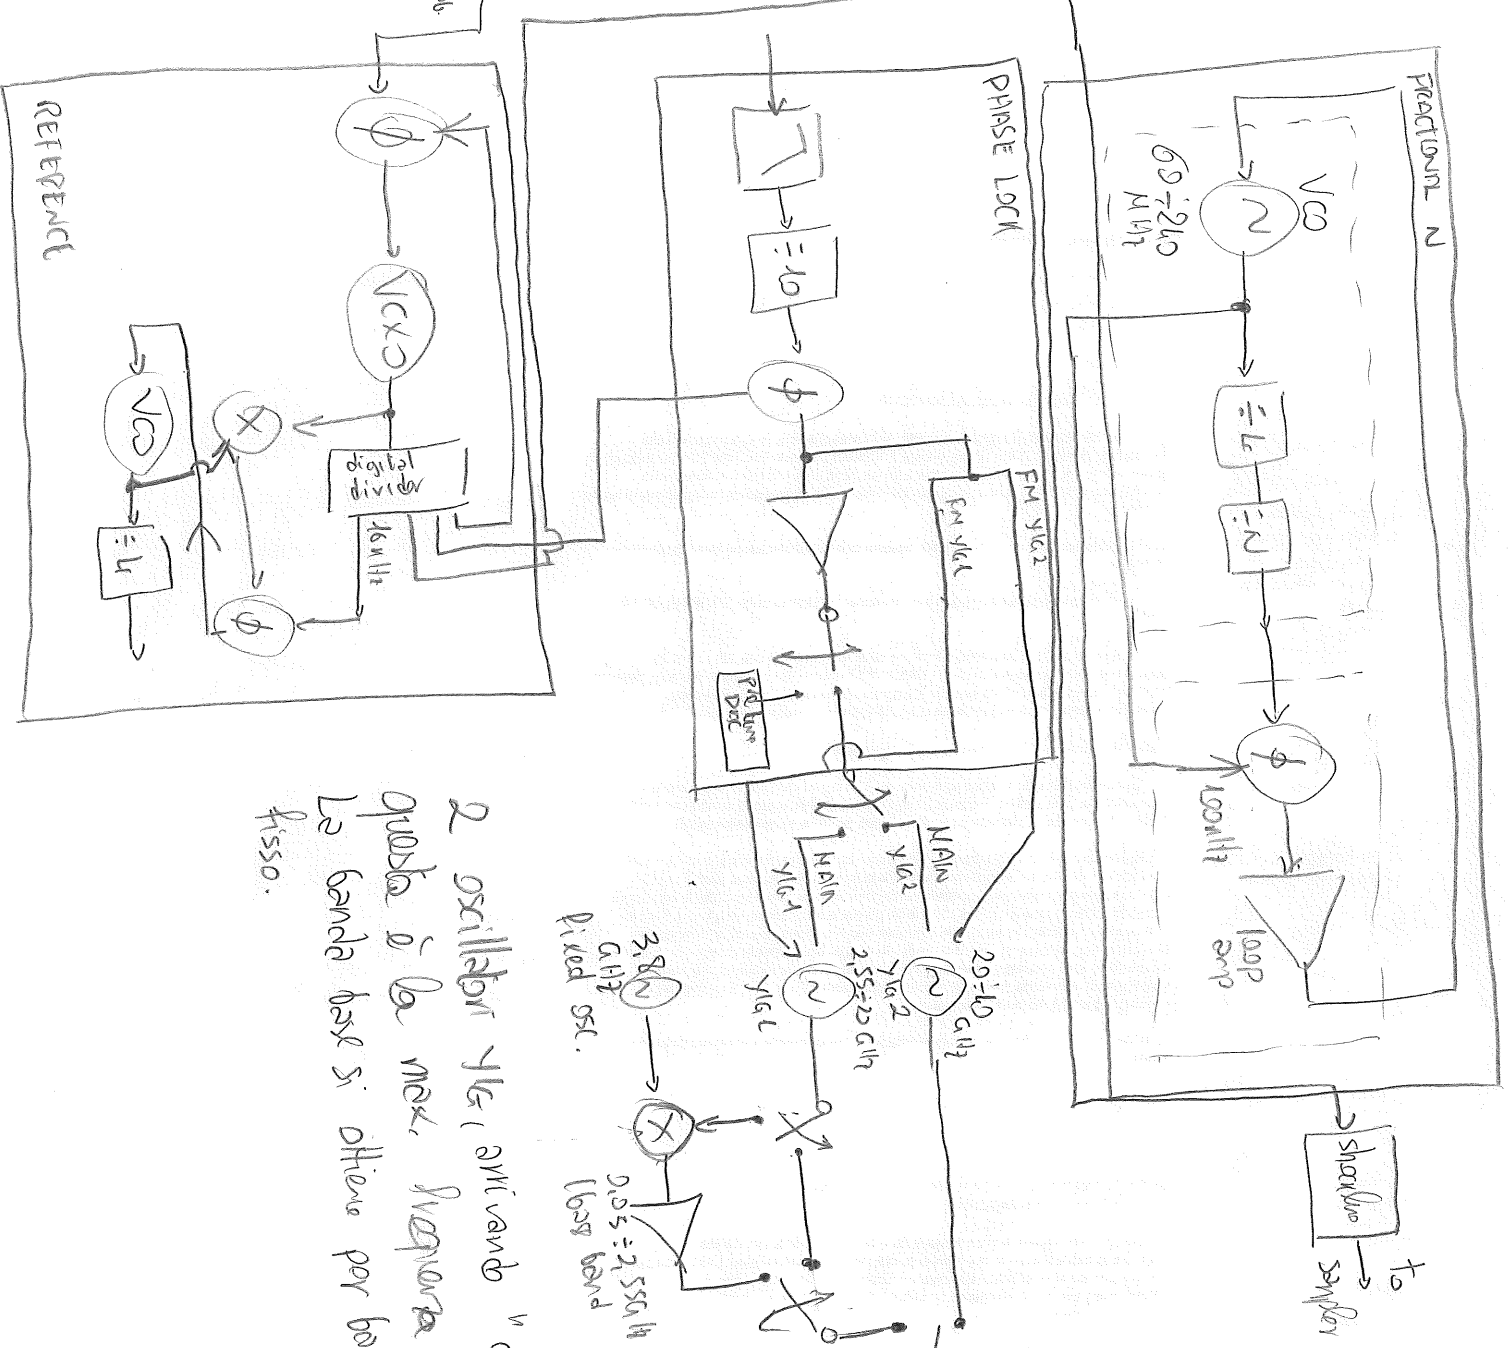 FRACTIONAL N
VCO
60÷240
MHz
÷4
÷N
ϕ
100kHz
loop
amp
to
sampler
PHASE LOCK
÷10
ϕ
FM YIG2
FM YIG1
MAIN
YIG2
MAIN
YIG1
20÷40
GHz
YIG2
2,55÷20 GHz
YIG1
3,8
GHz
fixed osc.
0,05÷2,55GHz
(base band
REFERENCE
ϕ
VCXO
X
VCO
digital
divider
÷4
ϕ
2 oscillatori YIG, arrivando "
questa è la max. frequenza
La banda base si ottiene per
fisso.